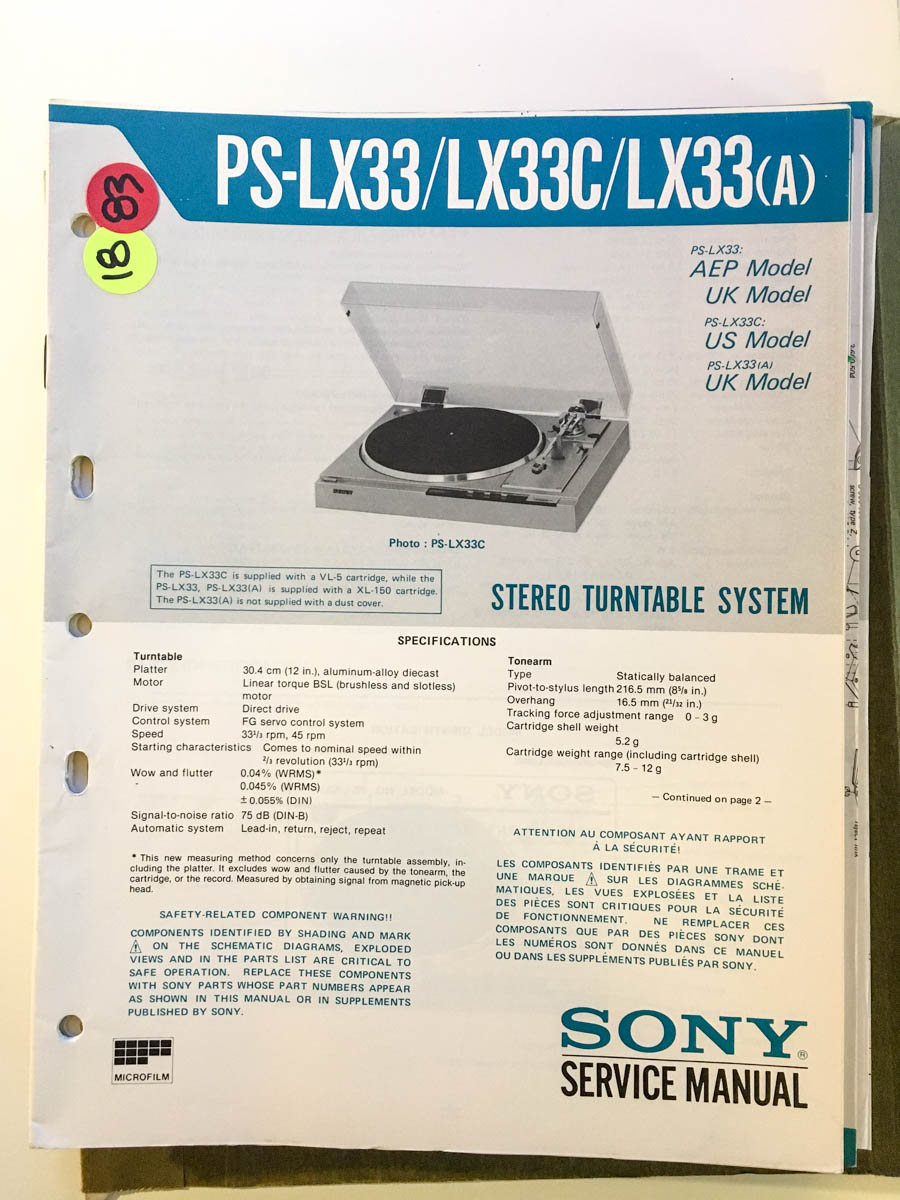 PS-LX33/LX33C/LX33(A)
83
18
PS-LX33:
AEP Model
UK Model
PS-LX33C:
US Model
PS-LX33(A)
UK Model
SONY
Photo : PS-LX33C
The PS-LX33C is supplied with a VL-5 cartridge, while the
PS-LX33, PS-LX33(A) is supplied with a XL-150 cartridge.
The PS-LX33(A) is not supplied with a dust cover.
STEREO TURNTABLE SYSTEM
SPECIFICATIONS
Turntable
Platter 30.4 cm (12 in.), aluminum-alloy diecast
Motor Linear torque BSL (brushless and slotless)
motor
Drive system Direct drive
Control system FG servo control system
Speed 33 1/3 rpm, 45 rpm
Starting characteristics Comes to nominal speed within
2/3 revolution (33 1/3 rpm)
Wow and flutter 0.04% (WRMS)*
0.045% (WRMS)
± 0.055% (DIN)
Signal-to-noise ratio 75 dB (DIN-B)
Automatic system Lead-in, return, reject, repeat
* This new measuring method concerns only the turntable assembly, in-
cluding the platter. It excludes wow and flutter caused by the tonearm, the
cartridge, or the record. Measured by obtaining signal from magnetic pick-up
head.
SAFETY-RELATED COMPONENT WARNING!!
COMPONENTS IDENTIFIED BY SHADING AND MARK
⚠ ON THE SCHEMATIC DIAGRAMS, EXPLODED
VIEWS AND IN THE PARTS LIST ARE CRITICAL TO
SAFE OPERATION. REPLACE THESE COMPONENTS
WITH SONY PARTS WHOSE PART NUMBERS APPEAR
AS SHOWN IN THIS MANUAL OR IN SUPPLEMENTS
PUBLISHED BY SONY.
MICROFILM
Tonearm
Type Statically balanced
Pivot-to-stylus length 216.5 mm (8 5/8 in.)
Overhang 16.5 mm (21/32 in.)
Tracking force adjustment range 0 - 3 g
Cartridge shell weight
5.2 g
Cartridge weight range (including cartridge shell)
7.5 - 12 g
— Continued on page 2 —
ATTENTION AU COMPOSANT AYANT RAPPORT
À LA SÉCURITÉ!
LES COMPOSANTS IDENTIFIÉS PAR UNE TRAME ET
UNE MARQUE ⚠ SUR LES DIAGRAMMES SCHÉ-
MATIQUES, LES VUES EXPLOSÉES ET LA LISTE
DES PIÈCES SONT CRITIQUES POUR LA SÉCURITÉ
DE FONCTIONNEMENT. NE REMPLACER CES
COMPOSANTS QUE PAR DES PIÈCES SONY DONT
LES NUMÉROS SONT DONNÉS DANS CE MANUEL
OU DANS LES SUPPLÉMENTS PUBLIÉS PAR SONY.
SONY®
SERVICE MANUAL
screw, type 2